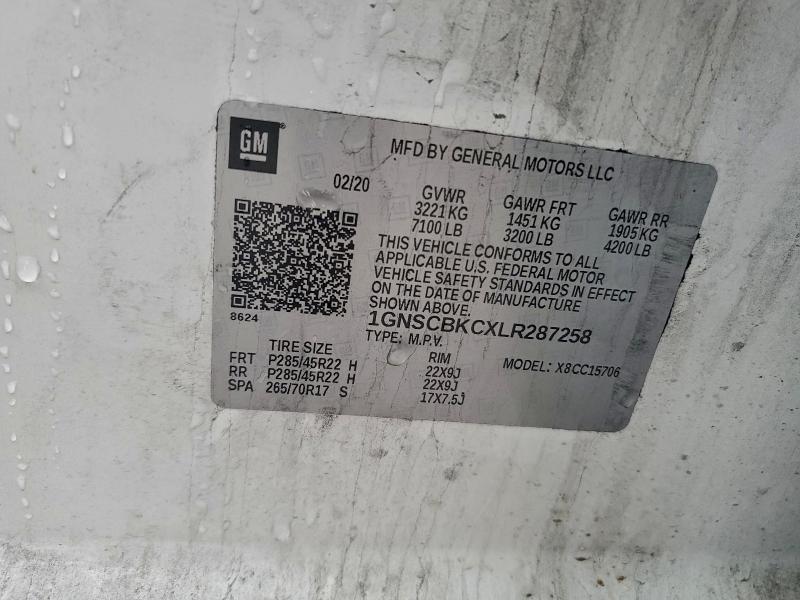 GM
MFD BY GENERAL MOTORS LLC
02/20
GVWR GAWR FRT GAWR RR
3221 KG 1451 KG 1905 KG
7100 LB 3200 LB 4200 LB
THIS VEHICLE CONFORMS TO ALL
APPLICABLE U.S. FEDERAL MOTOR
VEHICLE SAFETY STANDARDS IN EFFECT
ON THE DATE OF MANUFACTURE
SHOWN ABOVE.
8624
1GNSCBKCXLR287258
TYPE: M.P.V.
MODEL: X8CC15706
TIRE SIZE RIM
FRT P285/45R22 H 22X9J
RR P285/45R22 H 22X9J
SPA 265/70R17 S 17X7.5J